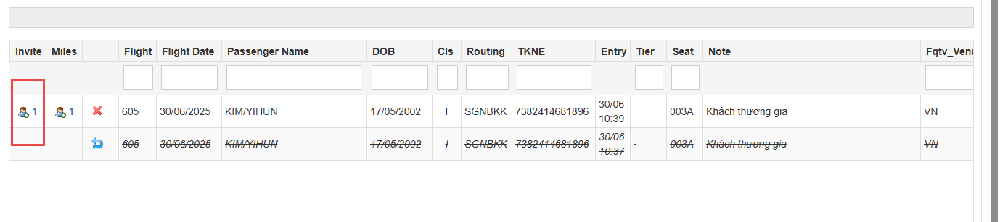 Invite Miles Flight Flight Date Passenger Name DOB Cls Routing TKNE Entry Tier Seat Note Fqtv_Vend
1 1 605 30/06/2025 KIM/YIHUN 17/05/2002 I SGNBKK 7382414681896 30/06 003A Khách thương gia VN
10:39
605 30/06/2025 KIM/YIHUN 17/05/2002 I SGNBKK 7382414681896 30/06 - 003A Khách thương gia VN
10:37